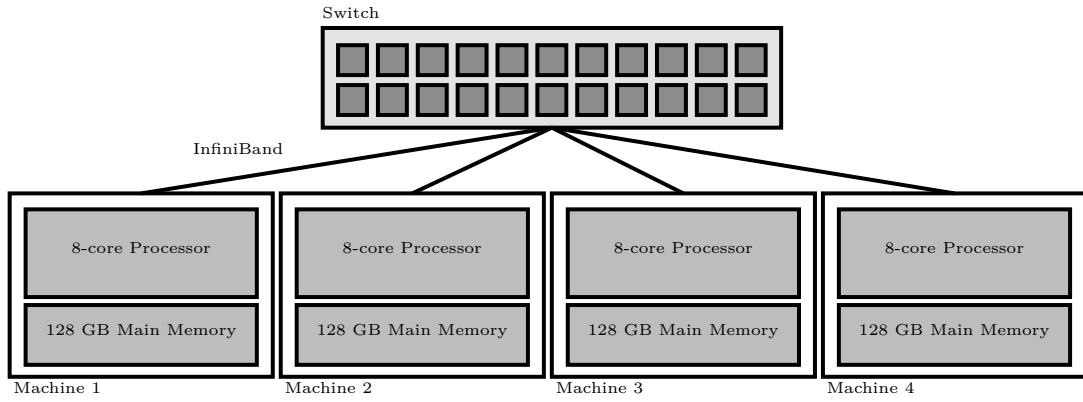 Switch
InfiniBand
8-core Processor
8-core Processor
8-core Processor
8-core Processor
128 GB Main Memory
128 GB Main Memory
128 GB Main Memory
128 GB Main Memory
Machine 1
Machine 2
Machine 3
Machine 4